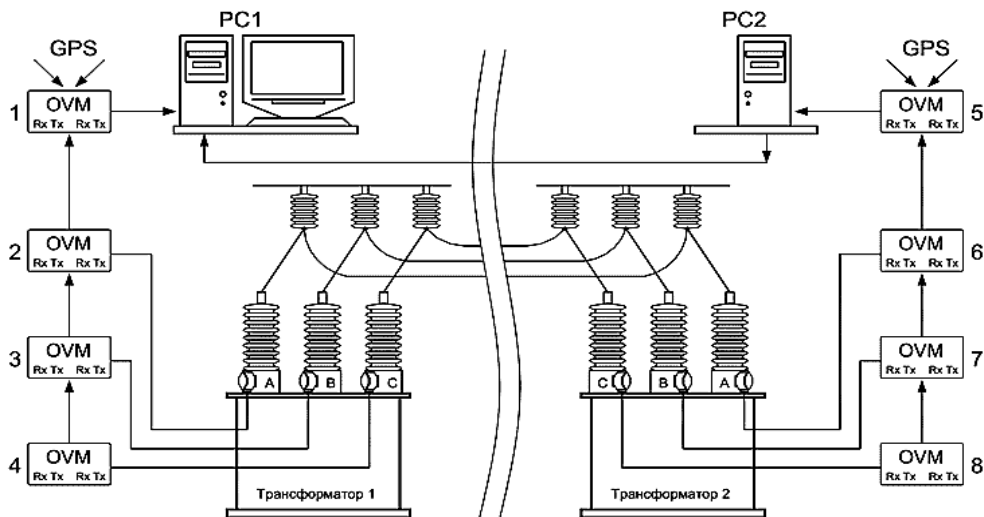 PC1
PC2
GPS
GPS
1
OVM
Rx Tx Rx Tx
OVM
Rx Tx Rx Tx
5
2
OVM
Rx Tx Rx Tx
OVM
Rx Tx Rx Tx
6
3
OVM
Rx Tx Rx Tx
OVM
Rx Tx Rx Tx
7
A
B
C
C
B
A
4
OVM
Rx Tx Rx Tx
OVM
Rx Tx Rx Tx
8
Трансформатор 1
Трансформатор 2